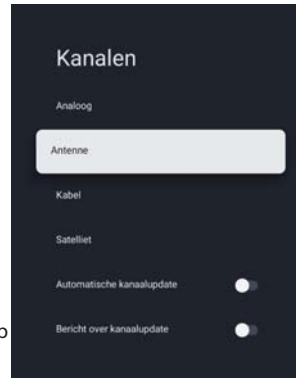 Kanalen
Analoog
Antenne
Kabel
Satelliet
Automatische kanaalupdate
Bericht over kanaalupdate